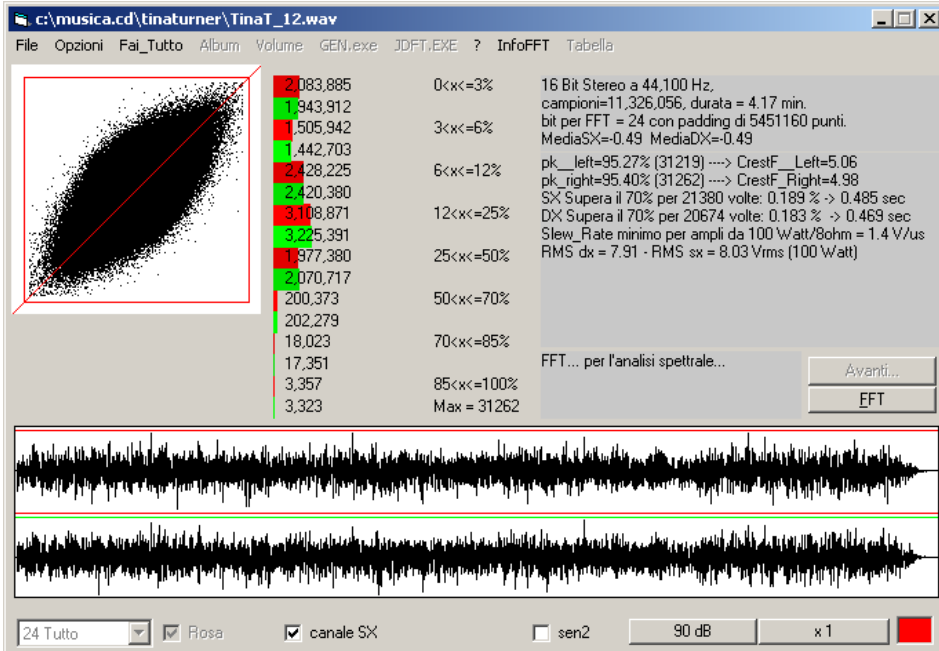 c:\musica.cd\tinaturner\TinaT_12.wav
File Opzioni Fai_Tutto Album Volume GEN.exe JDFT.EXE ? InfoFFT Tabella
2,083,885 0<x<=3%
1,943,912
1,505,942 3<x<=6%
1,442,703
2,428,225 6<x<=12%
2,420,380
3,108,871 12<x<=25%
3,225,391
1,977,380 25<x<=50%
2,070,717
200,373 50<x<=70%
202,279
18,023 70<x<=85%
17,351
3,357 85<x<=100%
3,323 Max = 31262
16 Bit Stereo a 44,100 Hz,
campioni=11,326,056, durata = 4.17 min.
bit per FFT = 24 con padding di 5451160 punti.
MediaSX=-0.49 MediaDX=-0.49
pk__left=95.27% (31219) ----> CrestF__Left=5.06
pk_right=95.40% (31262) ----> CrestF_Right=4.98
SX Supera il 70% per 21380 volte: 0.189 % -> 0.485 sec
DX Supera il 70% per 20674 volte: 0.183 % -> 0.469 sec
Slew_Rate minimo per ampli da 100 Watt/8ohm = 1.4 V/us
RMS dx = 7.91 - RMS sx = 8.03 Vrms (100 Watt)
FFT... per l'analisi spettrale...
Avanti...
FFT
24 Tutto Rosa canale SX sen2 90 dB x 1